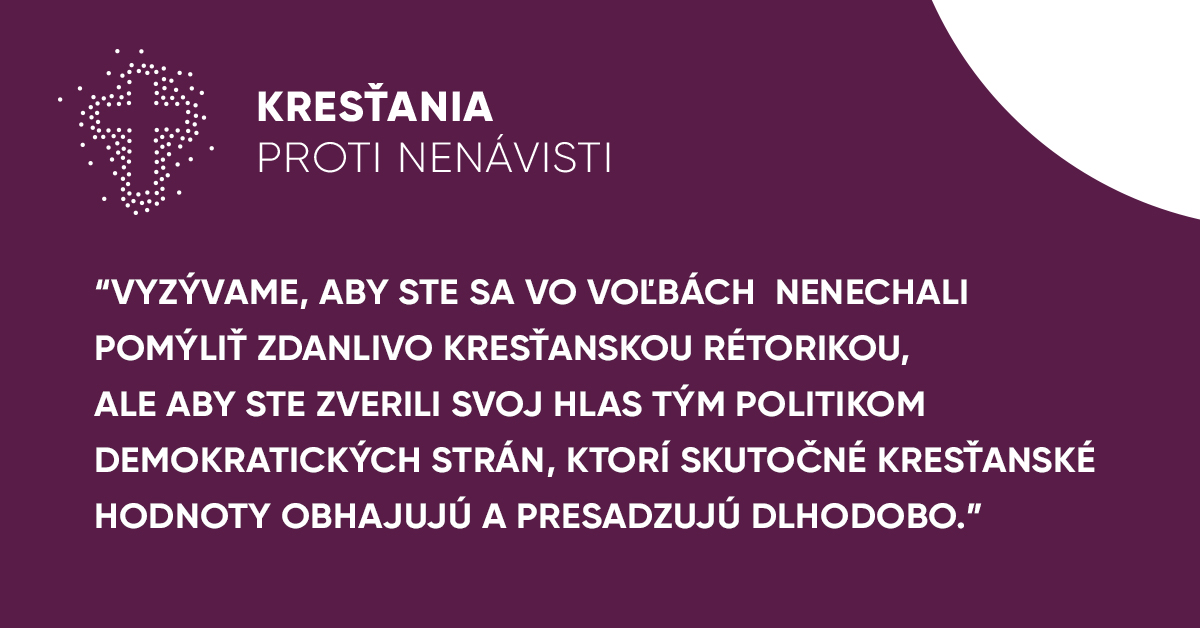 KRESŤANIA
PROTI NENÁVISTI
“VYZÝVAME, ABY STE SA VO VOĽBÁCH  NENECHALI
POMÝLIŤ ZDANLIVO KRESŤANSKOU RÉTORIKOU,
ALE ABY STE ZVERILI SVOJ HLAS TÝM POLITIKOM
DEMOKRATICKÝCH STRÁN, KTORÍ SKUTOČNÉ KRESŤANSKÉ
HODNOTY OBHAJUJÚ A PRESADZUJÚ DLHODOBO.”